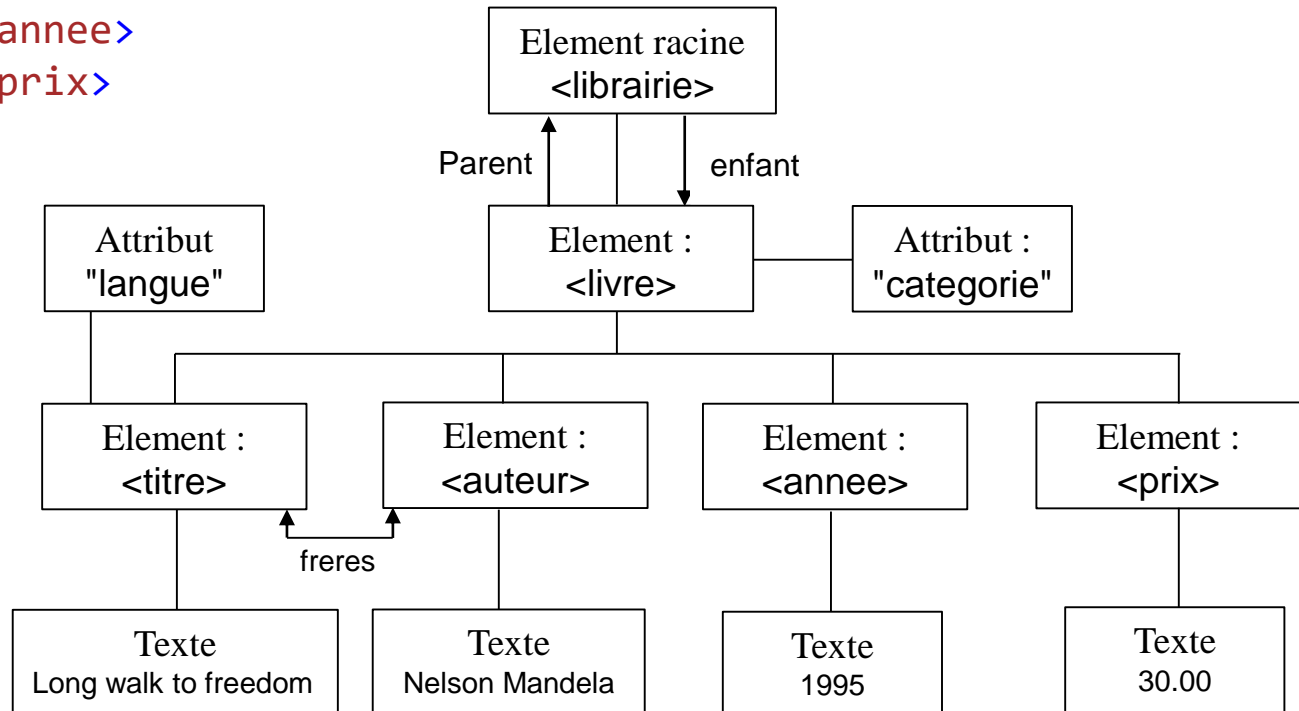 annee>
prix>
Element racine
<librairie>
Parent
enfant
Attribut
"langue"
Element :
<livre>
Attribut :
"categorie"
Element :
<titre>
Element :
<auteur>
Element :
<annee>
Element :
<prix>
freres
Texte
Long walk to freedom
Texte
Nelson Mandela
Texte
1995
Texte
30.00